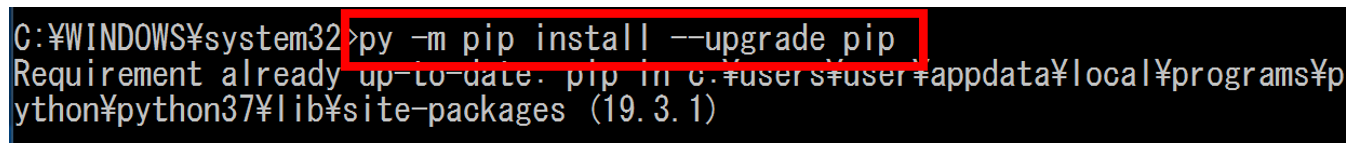 C:¥WINDOWS¥system32>py -m pip install --upgrade pip
Requirement already up-to-date: pip in c:¥users¥user¥appdata¥local¥programs¥p
ython¥python37¥lib¥site-packages (19.3.1)